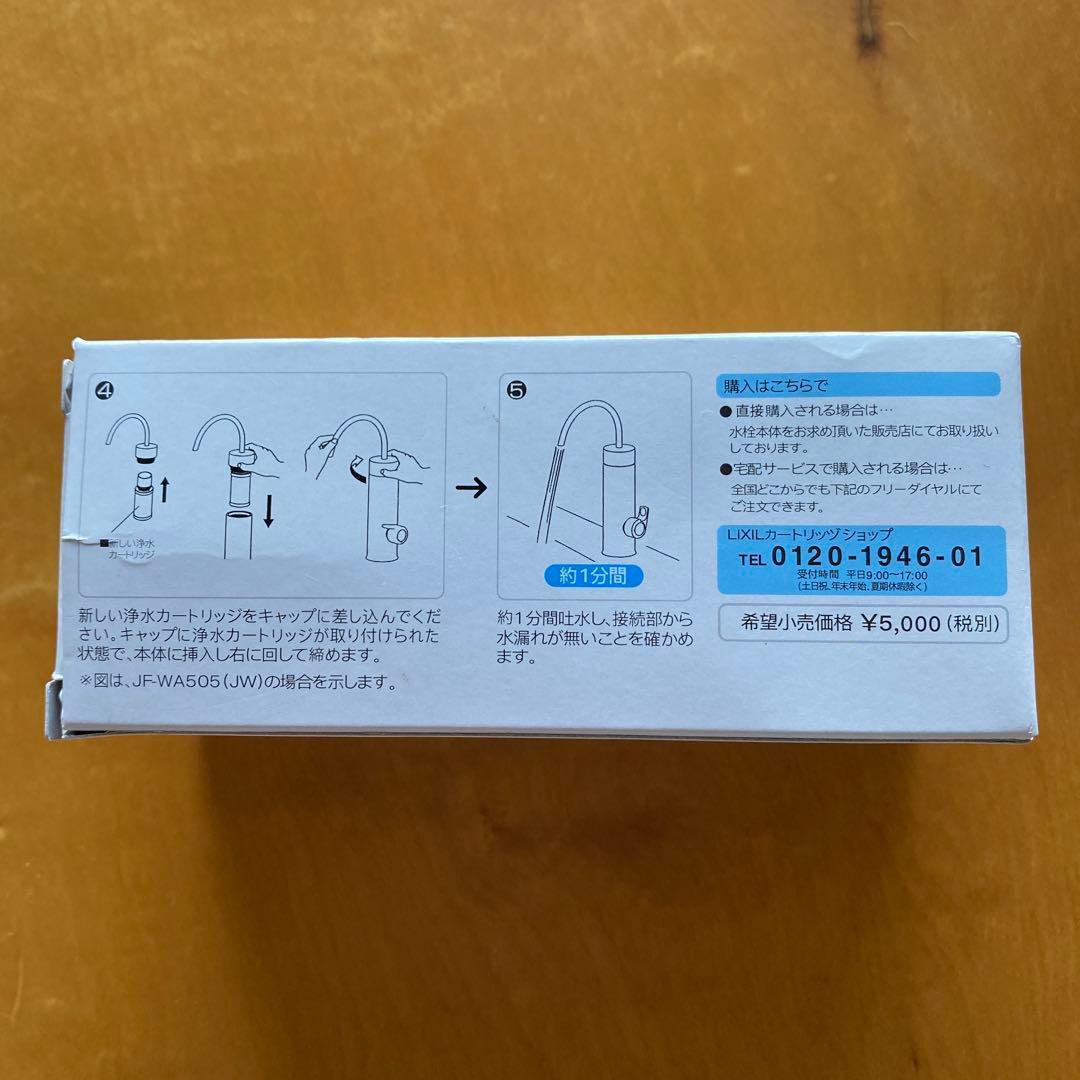 ❹
■新しい浄水
カートリッジ
新しい浄水カートリッジをキャップに差し込んでくだ
さい。キャップに浄水カートリッジが取り付けられた
状態で、本体に挿入し右に回して締めます。
※図は、JF-WA505(JW)の場合を示します。
→
❺
約1分間
約1分間吐水し、接続部から
水漏れが無いことを確かめ
ます。
購入はこちらで
●直接購入される場合は…
水栓本体をお求め頂いた販売店にてお取り扱い
しております。
●宅配サービスで購入される場合は…
全国どこからでも下記のフリーダイヤルにて
ご注文できます。
LIXILカートリッジショップ
TEL 0120-1946-01
受付時間 平日9:00〜17:00
(土日祝、年末年始、夏期休暇除く)
希望小売価格 ¥5,000(税別)